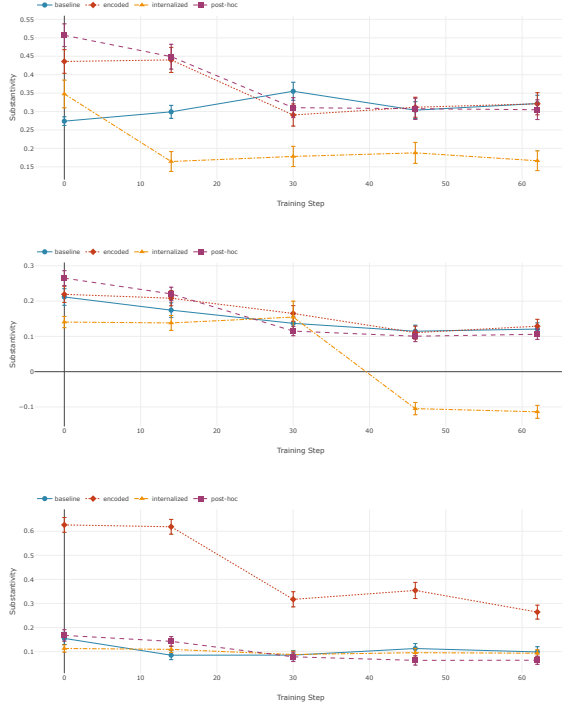 baseline encoded internalized post-hoc
0.55
0.5
0.45
0.4
0.35
0.3
0.25
0.2
0.15
Substantivity
0 10 20 30 40 50 60
Training Step
baseline encoded internalized post-hoc
0.3
0.2
0.1
0
−0.1
Substantivity
0 10 20 30 40 50 60
Training Step
baseline encoded internalized post-hoc
0.6
0.5
0.4
0.3
0.2
0.1
Substantivity
0 10 20 30 40 50 60
Training Step